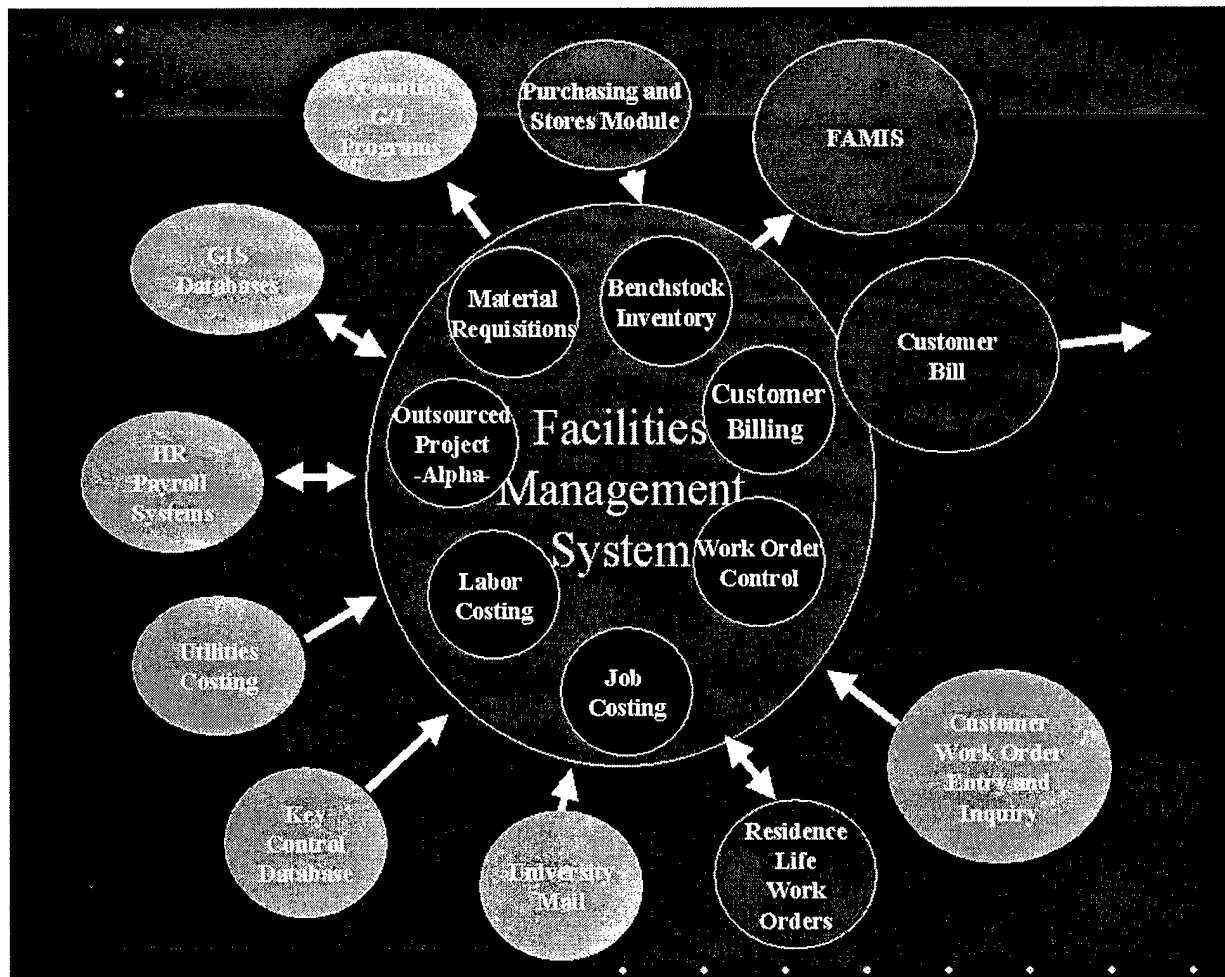 Accounting
G/L
Programs
Purchasing and
Stores Module
FAMIS
GIS
Databases
Material
Requisitions
Benchstock
Inventory
Customer
Bill
Customer
Billing
Outsourced
Project
-Alpha-
Facilities
Management
System
HR
Payroll
Systems
Work Order
Control
Labor
Costing
Utilities
Costing
Job
Costing
Customer
Work Order
Entry and
Inquiry
Key
Control
Database
University
Mail
Residence
Life
Work
Orders